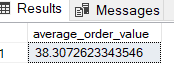 Results Messages
average_order_value
1 38.3072623343546